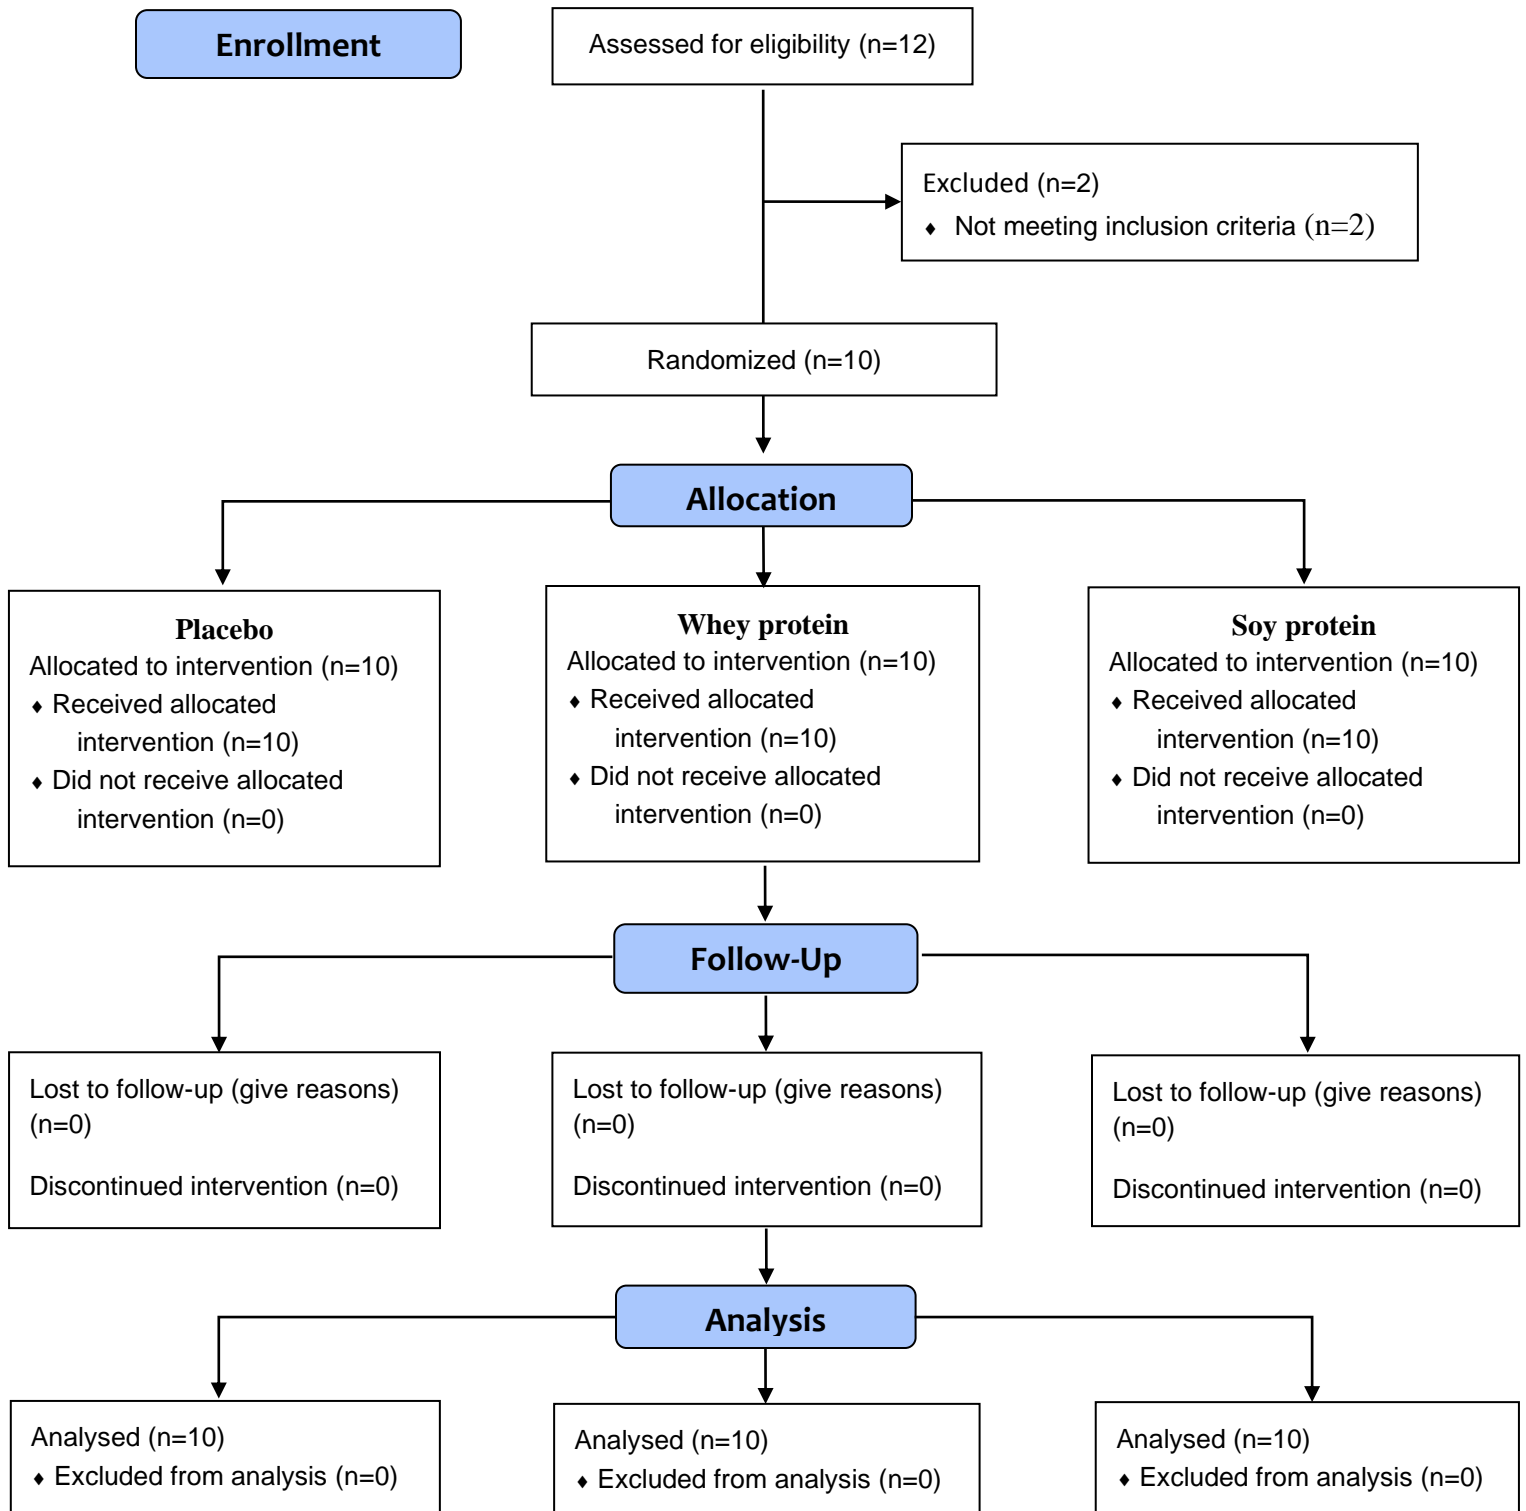 Enrollment
Assessed for eligibility (n=12)
Excluded (n=2)
♦ Not meeting inclusion criteria (n=2)
Randomized (n=10)
Allocation
Placebo
Allocated to intervention (n=10)
♦ Received allocated
intervention (n=10)
♦ Did not receive allocated
intervention (n=0)
Whey protein
Allocated to intervention (n=10)
♦ Received allocated
intervention (n=10)
♦ Did not receive allocated
intervention (n=0)
Soy protein
Allocated to intervention (n=10)
♦ Received allocated
intervention (n=10)
♦ Did not receive allocated
intervention (n=0)
Follow-Up
Lost to follow-up (give reasons)
(n=0)
Discontinued intervention (n=0)
Lost to follow-up (give reasons)
(n=0)
Discontinued intervention (n=0)
Lost to follow-up (give reasons)
(n=0)
Discontinued intervention (n=0)
Analysis
Analysed (n=10)
♦ Excluded from analysis (n=0)
Analysed (n=10)
♦ Excluded from analysis (n=0)
Analysed (n=10)
♦ Excluded from analysis (n=0)